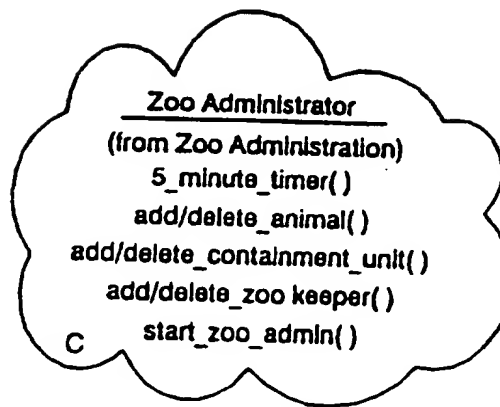 Zoo Administrator
(from Zoo Administration)
5_minute_timer( )
add/delete_animal( )
add/delete_containment_unit( )
add/delete_zoo keeper( )
start_zoo_admin( )
C